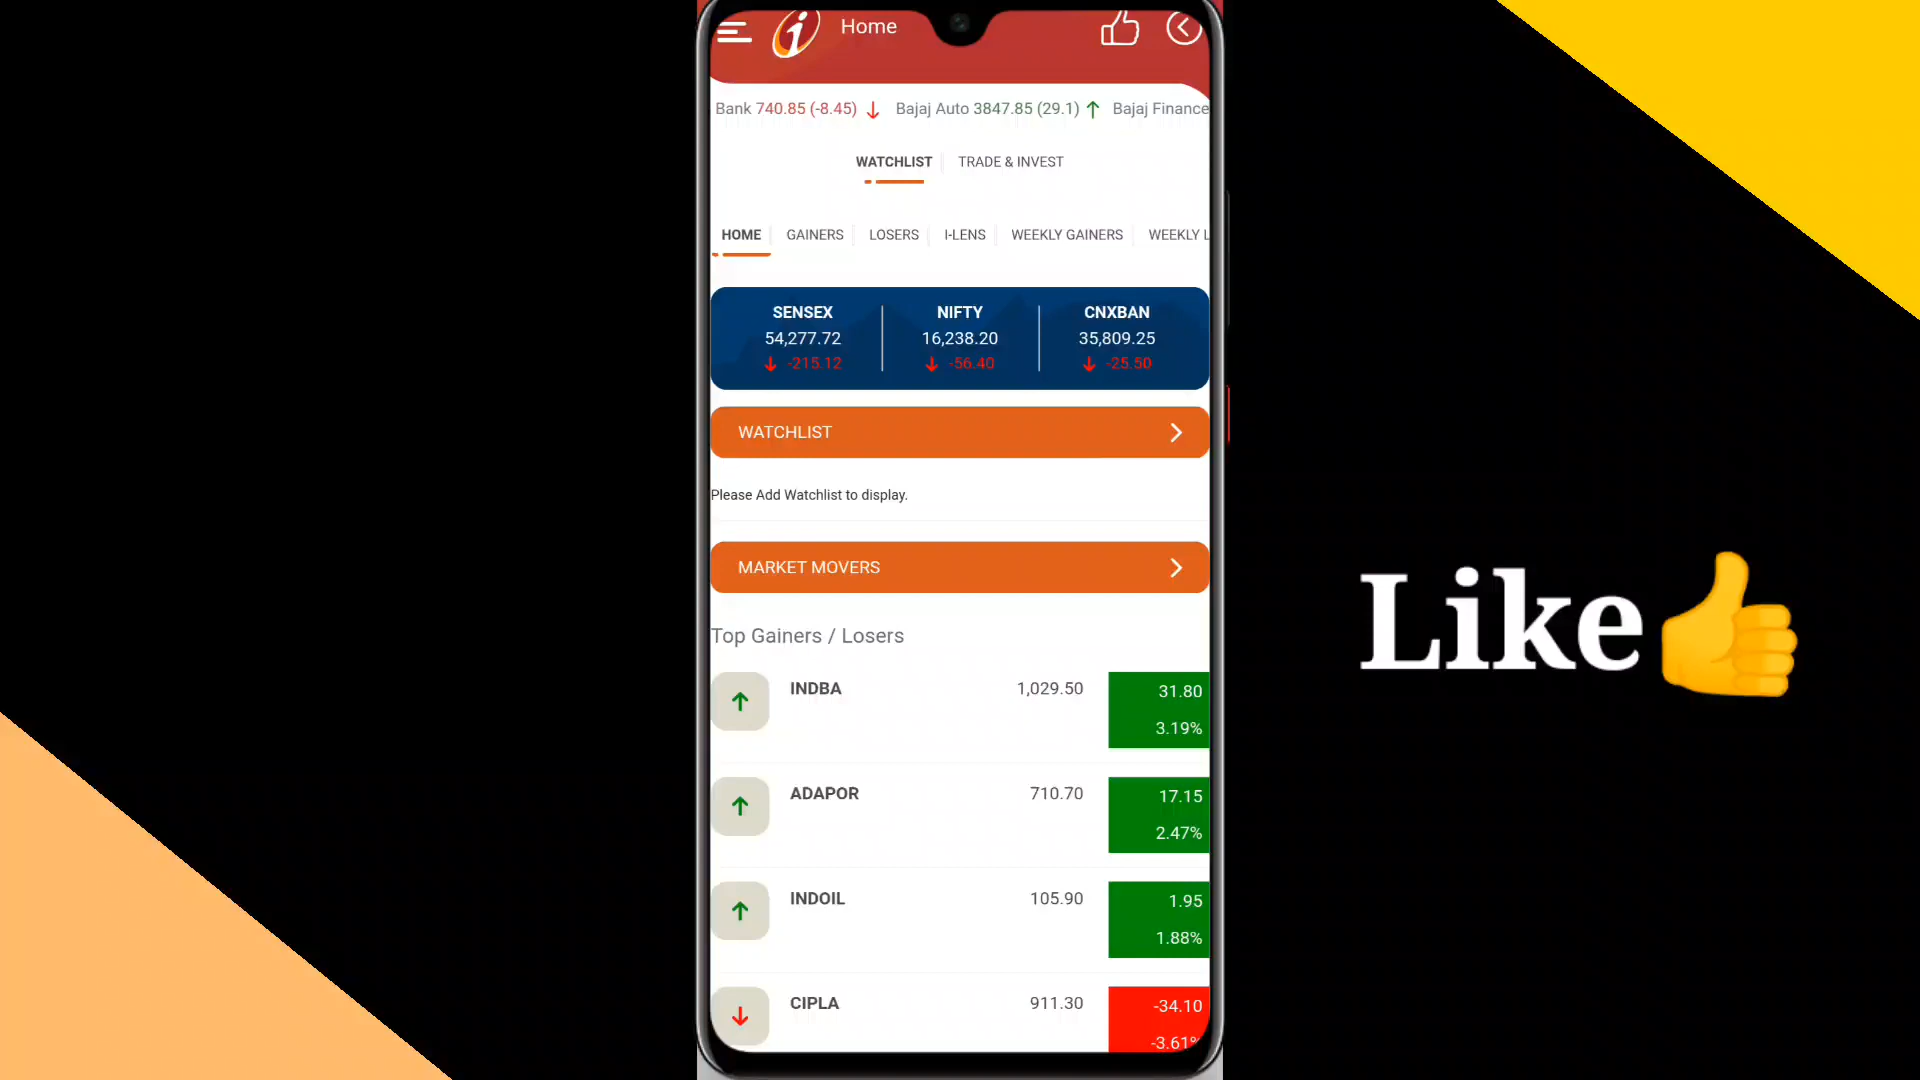 Home
Bank 740.85 (-8.45) Bajaj Auto 3847.85 (29.1) Bajaj Finance
WATCHLIST TRADE & INVEST
HOME GAINERS LOSERS I-LENS WEEKLY GAINERS WEEKLY L
SENSEX NIFTY CNXBAN
54,277.72 16,238.20 35,809.25
-215.12 -56.40 -25.50
WATCHLIST
Please Add Watchlist to display.
MARKET MOVERS
Top Gainers / Losers
INDBA 1,029.50 31.80
3.19%
ADAPOR 710.70 17.15
2.47%
INDOIL 105.90 1.95
1.88%
CIPLA 911.30 -34.10
-3.61%
Like